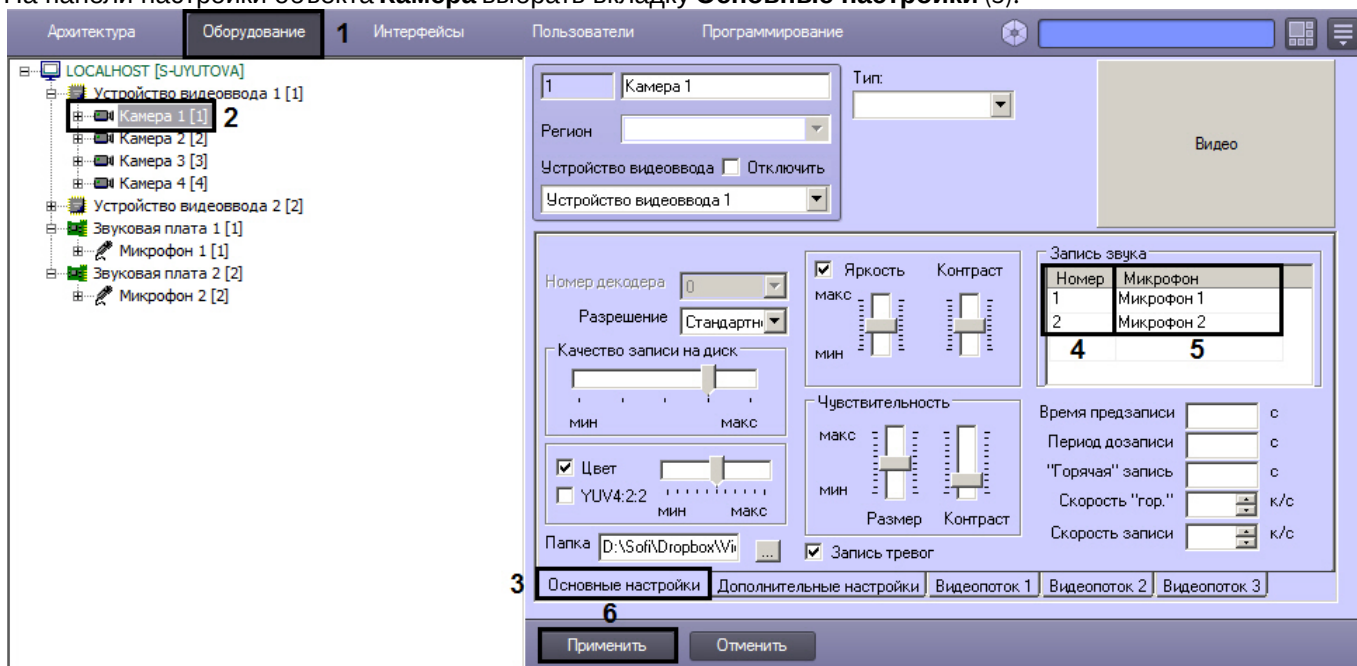 На панели настройки объекта Камера выбрать вкладку Основные настройки (3).
Архитектура Оборудование 1 Интерфейсы Пользователи Программирование
LOCALHOST [S-UYUTOVA]
Устройство видеоввода 1 [1]
Камера 1 [1] 2
Камера 2 [2]
Камера 3 [3]
Камера 4 [4]
Устройство видеоввода 2 [2]
Звуковая плата 1 [1]
Микрофон 1 [1]
Звуковая плата 2 [2]
Микрофон 2 [2]
1 Камера 1
Тип:
Регион
Устройство видеоввода Отключить
Устройство видеоввода 1
Видео
Номер декодера 0
Разрешение Стандартн
Качество записи на диск
мин макс
Цвет
YUV4:2:2
мин макс
Папка D:\Sofi\Dropbox\Vi ...
Яркость Контраст
макс
мин
Чувствительность
макс
мин
Размер Контраст
Запись тревог
Запись звука
Номер Микрофон
1 Микрофон 1
2 Микрофон 2
4 5
Время предзаписи с
Период дозаписи с
"Горячая" запись с
Скорость "гор." к/с
Скорость записи к/с
3 Основные настройки Дополнительные настройки Видеопоток 1 Видеопоток 2 Видеопоток 3
6
Применить Отменить